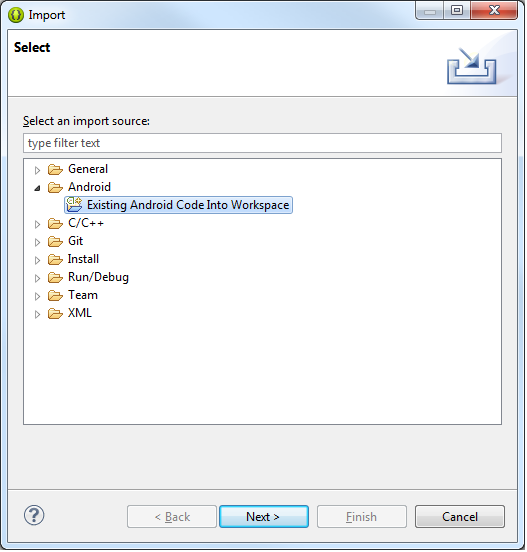 Import
Select
Select an import source:
type filter text
General
Android
Existing Android Code Into Workspace
C/C++
Git
Install
Run/Debug
Team
XML
? < Back Next > Finish Cancel